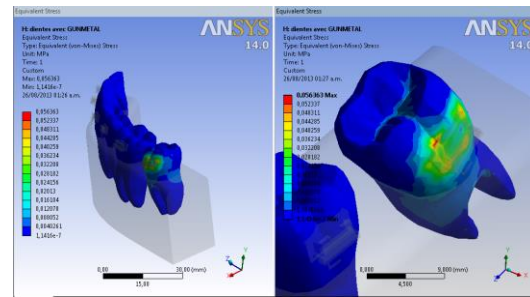 Equivalent Stress
H: dientes avec GUNMETAL
Equivalent Stress
Type: Equivalent (von-Mises) Stress
Unit: MPa
Time: 1
Custom
Max: 0,056363
Min: 1,1416e-7
26/08/2013 01:26 a.m.
ANSYS
14.0
0,056363
0,052337
0,048311
0,044285
0,040259
0,036234
0,032208
0,028182
0,024156
0,02013
0,016104
0,012078
0,008052
0,0040261
1,1416e-7
0,00
30,00 (mm)
15,00
Z
Y
X
Equivalent Stress
H: dientes avec GUNMETAL
Equivalent Stress
Type: Equivalent (von-Mises) Stress
Unit: MPa
Time: 1
Custom
26/08/2013 01:27 a.m.
ANSYS
14.0
0,056363 Max
0,052337
0,048311
0,044285
0,040259
0,036234
0,032208
0,028182
0,000
9,000 (mm)
4,500
Y
X